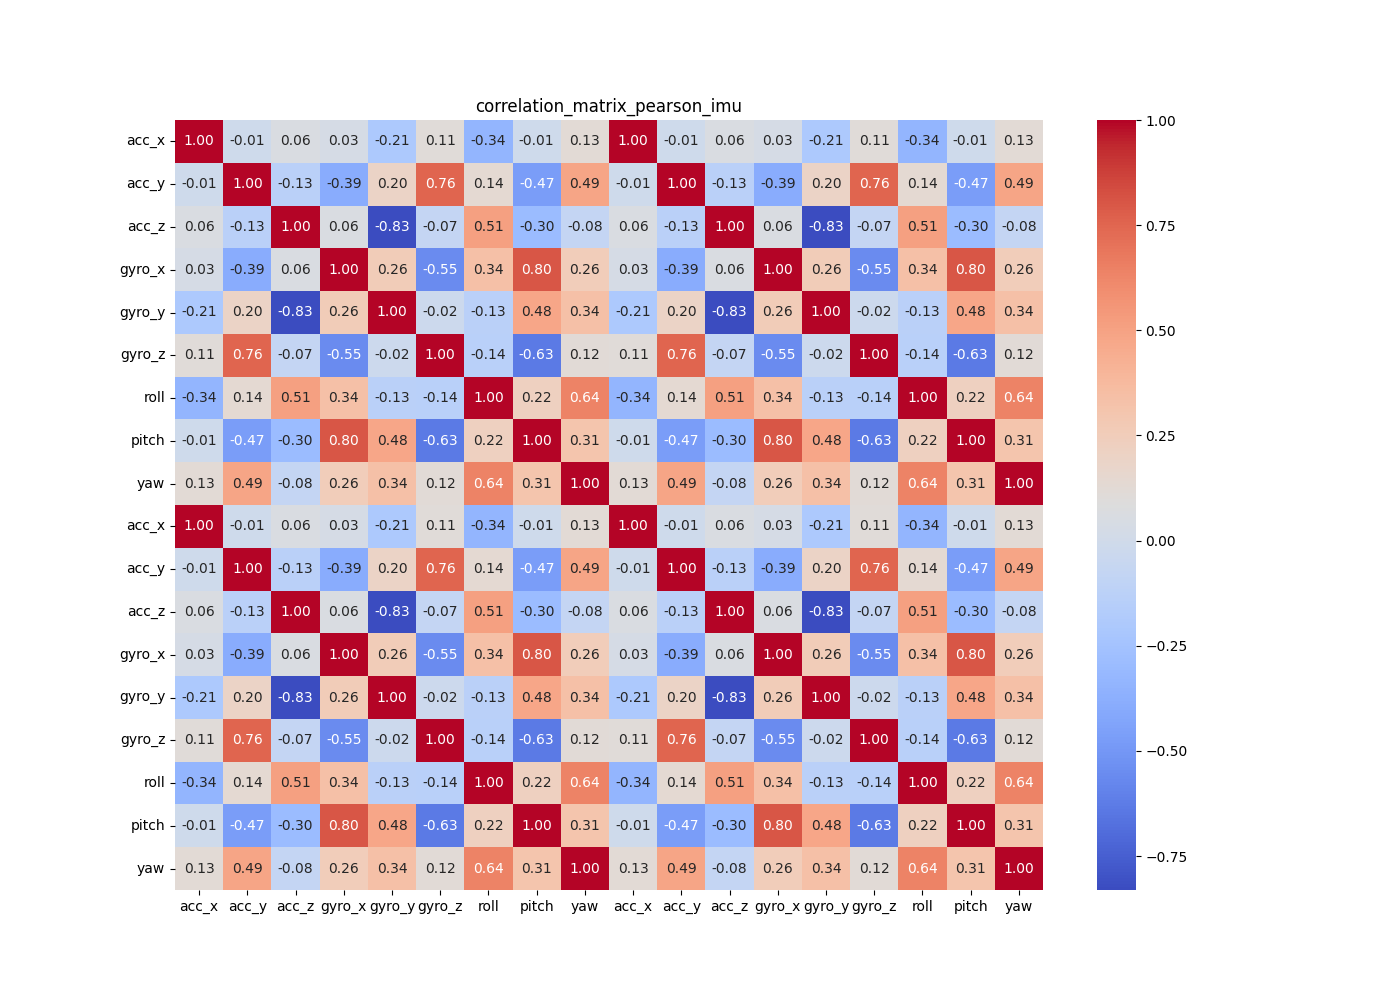 correlation_matrix_pearson_imu
acc_x 1.00 -0.01 0.06 0.03 -0.21 0.11 -0.34 -0.01 0.13 1.00 -0.01 0.06 0.03 -0.21 0.11 -0.34 -0.01 0.13
acc_y -0.01 1.00 -0.13 -0.39 0.20 0.76 0.14 -0.47 0.49 -0.01 1.00 -0.13 -0.39 0.20 0.76 0.14 -0.47 0.49
acc_z 0.06 -0.13 1.00 0.06 -0.83 -0.07 0.51 -0.30 -0.08 0.06 -0.13 1.00 0.06 -0.83 -0.07 0.51 -0.30 -0.08
gyro_x 0.03 -0.39 0.06 1.00 0.26 -0.55 0.34 0.80 0.26 0.03 -0.39 0.06 1.00 0.26 -0.55 0.34 0.80 0.26
gyro_y -0.21 0.20 -0.83 0.26 1.00 -0.02 -0.13 0.48 0.34 -0.21 0.20 -0.83 0.26 1.00 -0.02 -0.13 0.48 0.34
gyro_z 0.11 0.76 -0.07 -0.55 -0.02 1.00 -0.14 -0.63 0.12 0.11 0.76 -0.07 -0.55 -0.02 1.00 -0.14 -0.63 0.12
roll -0.34 0.14 0.51 0.34 -0.13 -0.14 1.00 0.22 0.64 -0.34 0.14 0.51 0.34 -0.13 -0.14 1.00 0.22 0.64
pitch -0.01 -0.47 -0.30 0.80 0.48 -0.63 0.22 1.00 0.31 -0.01 -0.47 -0.30 0.80 0.48 -0.63 0.22 1.00 0.31
yaw 0.13 0.49 -0.08 0.26 0.34 0.12 0.64 0.31 1.00 0.13 0.49 -0.08 0.26 0.34 0.12 0.64 0.31 1.00
acc_x 1.00 -0.01 0.06 0.03 -0.21 0.11 -0.34 -0.01 0.13 1.00 -0.01 0.06 0.03 -0.21 0.11 -0.34 -0.01 0.13
acc_y -0.01 1.00 -0.13 -0.39 0.20 0.76 0.14 -0.47 0.49 -0.01 1.00 -0.13 -0.39 0.20 0.76 0.14 -0.47 0.49
acc_z 0.06 -0.13 1.00 0.06 -0.83 -0.07 0.51 -0.30 -0.08 0.06 -0.13 1.00 0.06 -0.83 -0.07 0.51 -0.30 -0.08
gyro_x 0.03 -0.39 0.06 1.00 0.26 -0.55 0.34 0.80 0.26 0.03 -0.39 0.06 1.00 0.26 -0.55 0.34 0.80 0.26
gyro_y -0.21 0.20 -0.83 0.26 1.00 -0.02 -0.13 0.48 0.34 -0.21 0.20 -0.83 0.26 1.00 -0.02 -0.13 0.48 0.34
gyro_z 0.11 0.76 -0.07 -0.55 -0.02 1.00 -0.14 -0.63 0.12 0.11 0.76 -0.07 -0.55 -0.02 1.00 -0.14 -0.63 0.12
roll -0.34 0.14 0.51 0.34 -0.13 -0.14 1.00 0.22 0.64 -0.34 0.14 0.51 0.34 -0.13 -0.14 1.00 0.22 0.64
pitch -0.01 -0.47 -0.30 0.80 0.48 -0.63 0.22 1.00 0.31 -0.01 -0.47 -0.30 0.80 0.48 -0.63 0.22 1.00 0.31
yaw 0.13 0.49 -0.08 0.26 0.34 0.12 0.64 0.31 1.00 0.13 0.49 -0.08 0.26 0.34 0.12 0.64 0.31 1.00
acc_x acc_y acc_z gyro_x gyro_y gyro_z roll pitch yaw acc_x acc_y acc_z gyro_x gyro_y gyro_z roll pitch yaw
1.00
0.75
0.50
0.25
0.00
−0.25
−0.50
−0.75